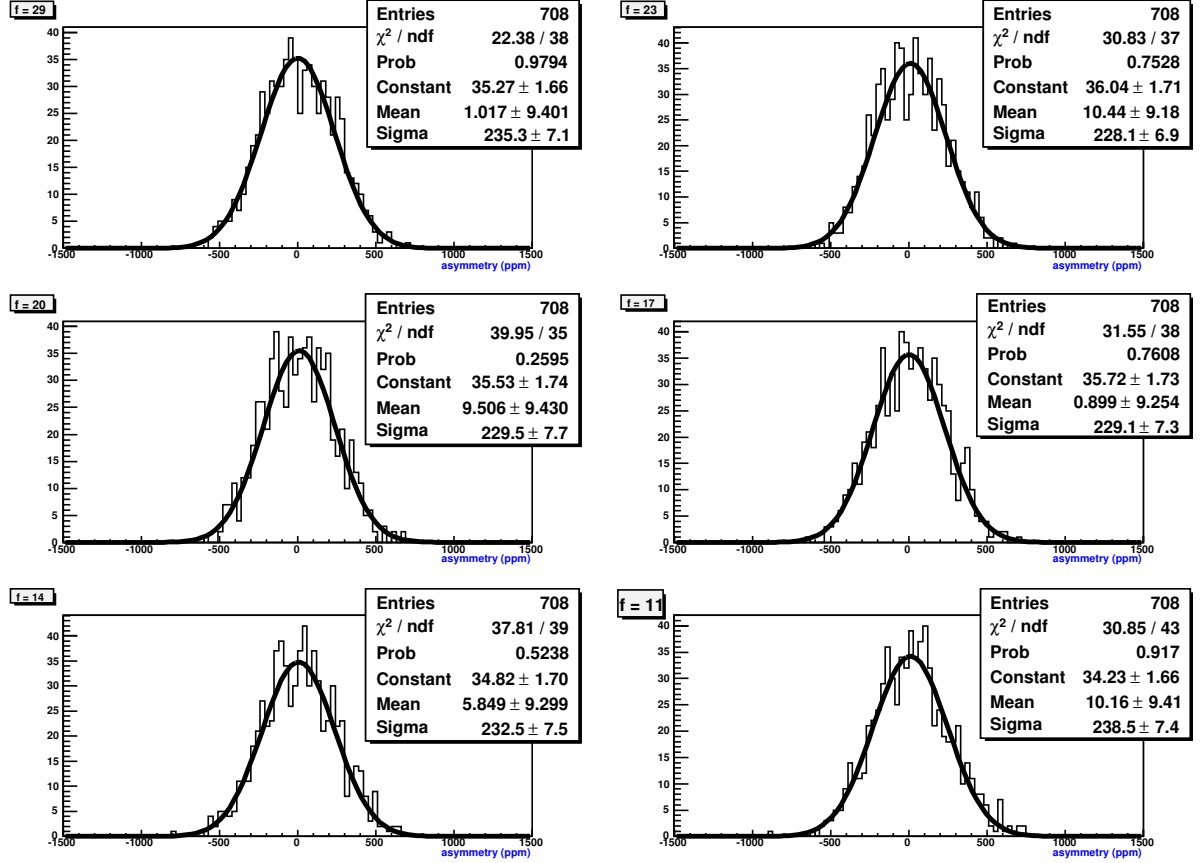 f = 29
Entries 708
χ² / ndf 22.38 / 38
Prob 0.9794
Constant 35.27 ± 1.66
Mean 1.017 ± 9.401
Sigma 235.3 ± 7.1
40
35
30
25
20
15
10
5
0
-1500 -1000 -500 0 500 1000 1500
asymmetry (ppm)
f = 23
Entries 708
χ² / ndf 30.83 / 37
Prob 0.7528
Constant 36.04 ± 1.71
Mean 10.44 ± 9.18
Sigma 228.1 ± 6.9
40
35
30
25
20
15
10
5
0
-1500 -1000 -500 0 500 1000 1500
asymmetry (ppm)
f = 20
Entries 708
χ² / ndf 39.95 / 35
Prob 0.2595
Constant 35.53 ± 1.74
Mean 9.506 ± 9.430
Sigma 229.5 ± 7.7
40
35
30
25
20
15
10
5
0
-1500 -1000 -500 0 500 1000 1500
asymmetry (ppm)
f = 17
Entries 708
χ² / ndf 31.55 / 38
Prob 0.7608
Constant 35.72 ± 1.73
Mean 0.899 ± 9.254
Sigma 229.1 ± 7.3
40
35
30
25
20
15
10
5
0
-1500 -1000 -500 0 500 1000 1500
asymmetry (ppm)
f = 14
Entries 708
χ² / ndf 37.81 / 39
Prob 0.5238
Constant 34.82 ± 1.70
Mean 5.849 ± 9.299
Sigma 232.5 ± 7.5
40
35
30
25
20
15
10
5
0
-1500 -1000 -500 0 500 1000 1500
asymmetry (ppm)
f = 11
Entries 708
χ² / ndf 30.85 / 43
Prob 0.917
Constant 34.23 ± 1.66
Mean 10.16 ± 9.41
Sigma 238.5 ± 7.4
40
35
30
25
20
15
10
5
0
-1500 -1000 -500 0 500 1000 1500
asymmetry (ppm)